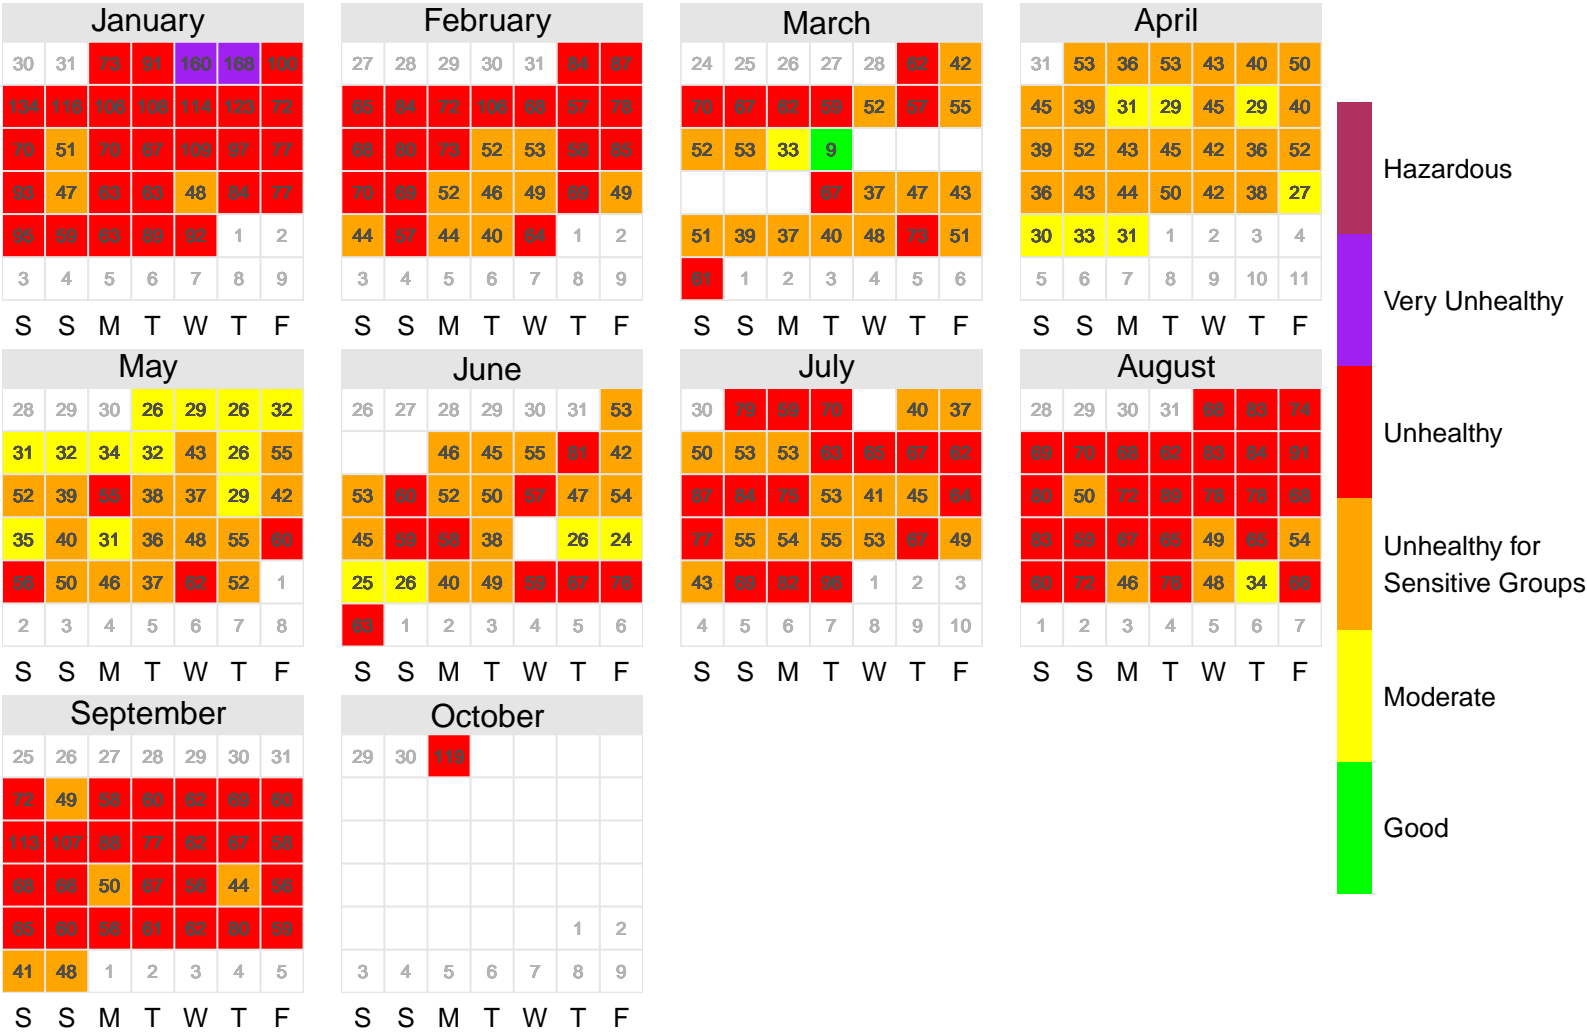 January February March April
30 31 73 91 160 168 100 27 28 29 30 31 84 87 24 25 26 27 28 62 42 31 53 36 53 43 40 50
134 116 106 108 114 123 72 65 84 72 106 68 57 78 70 67 62 59 52 57 55 45 39 31 29 45 29 40
70 51 70 67 109 97 77 68 80 73 52 53 58 65 52 53 33 9 39 52 43 45 42 36 52
93 47 63 83 48 84 77 70 69 52 46 49 69 49 67 37 47 43 36 43 44 50 42 38 27
95 59 83 89 92 1 2 44 57 44 40 64 1 2 51 39 37 40 48 73 51 30 33 31 1 2 3 4
3 4 5 6 7 8 9 3 4 5 6 7 8 9 61 1 2 3 4 5 6 5 6 7 8 9 10 11
S S M T W T F S S M T W T F S S M T W T F S S M T W T F
May June July August
28 29 30 26 29 26 32 26 27 28 29 30 31 53 30 79 59 70 40 37 28 29 30 31 68 83 74
31 32 34 32 43 26 55 46 45 55 81 42 50 53 53 63 65 67 62 69 70 68 62 83 84 91
52 39 55 38 37 29 42 53 60 52 50 57 47 54 87 84 75 53 41 45 64 80 50 72 89 78 78 68
35 40 31 36 48 55 60 45 59 58 38 26 24 77 55 54 55 53 67 49 83 59 67 65 49 65 54
56 50 46 37 62 52 1 25 26 40 49 59 67 76 43 69 82 96 1 2 3 60 72 46 76 48 34 66
2 3 4 5 6 7 8 63 1 2 3 4 5 6 4 5 6 7 8 9 10 1 2 3 4 5 6 7
S S M T W T F S S M T W T F S S M T W T F S S M T W T F
September October
25 26 27 28 29 30 31 29 30 119
72 49 58 60 62 69 60
113 107 88 77 62 67 58
68 66 50 67 58 44 56
65 60 56 61 62 80 59 1 2
41 48 1 2 3 4 5 3 4 5 6 7 8 9
S S M T W T F S S M T W T F
Hazardous
Very Unhealthy
Unhealthy
Unhealthy for
Sensitive Groups
Moderate
Good